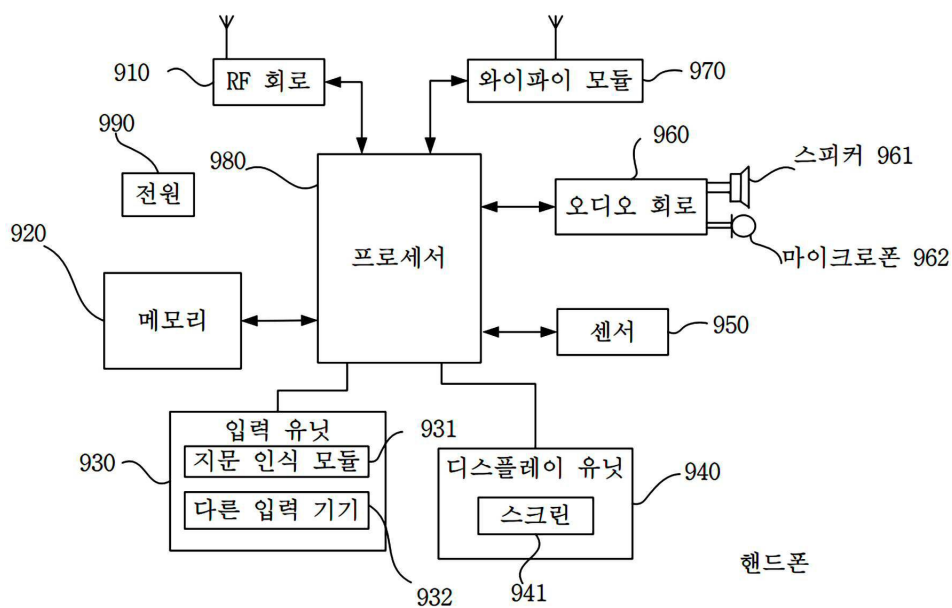 910
RF 회로
와이파이 모듈
970
990
전원
980
960
스피커 961
오디오 회로
마이크로폰 962
920
메모리
프로세서
센서
950
930
입력 유닛
931
지문 인식 모듈
다른 입력 기기
932
디스플레이 유닛
940
스크린
941
핸드폰